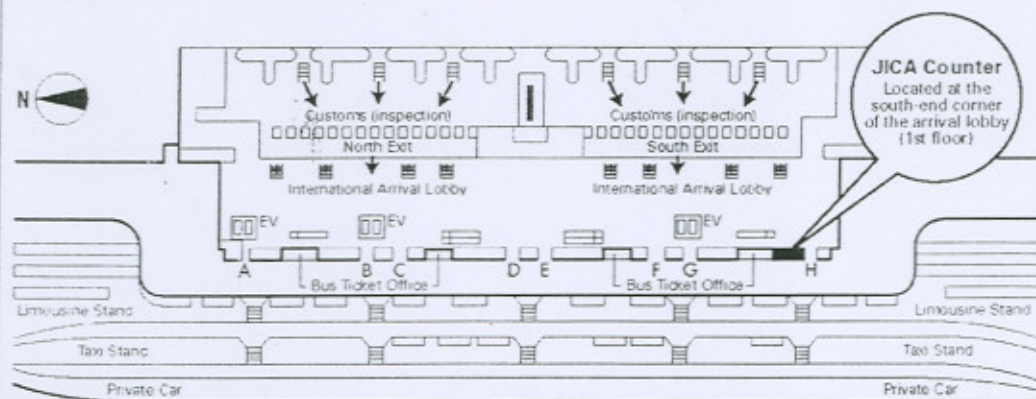 N
JICA Counter
Located at the
south-end corner
of the arrival lobby
(1st floor)
Customs (inspection)
Customs (inspection)
North Exit
South Exit
International Arrival Lobby
International Arrival Lobby
EV
EV
EV
A
B
C
D
E
F
G
H
Bus Ticket Office
Bus Ticket Office
Limousine Stand
Limousine Stand
Taxi Stand
Taxi Stand
Private Car
Private Car